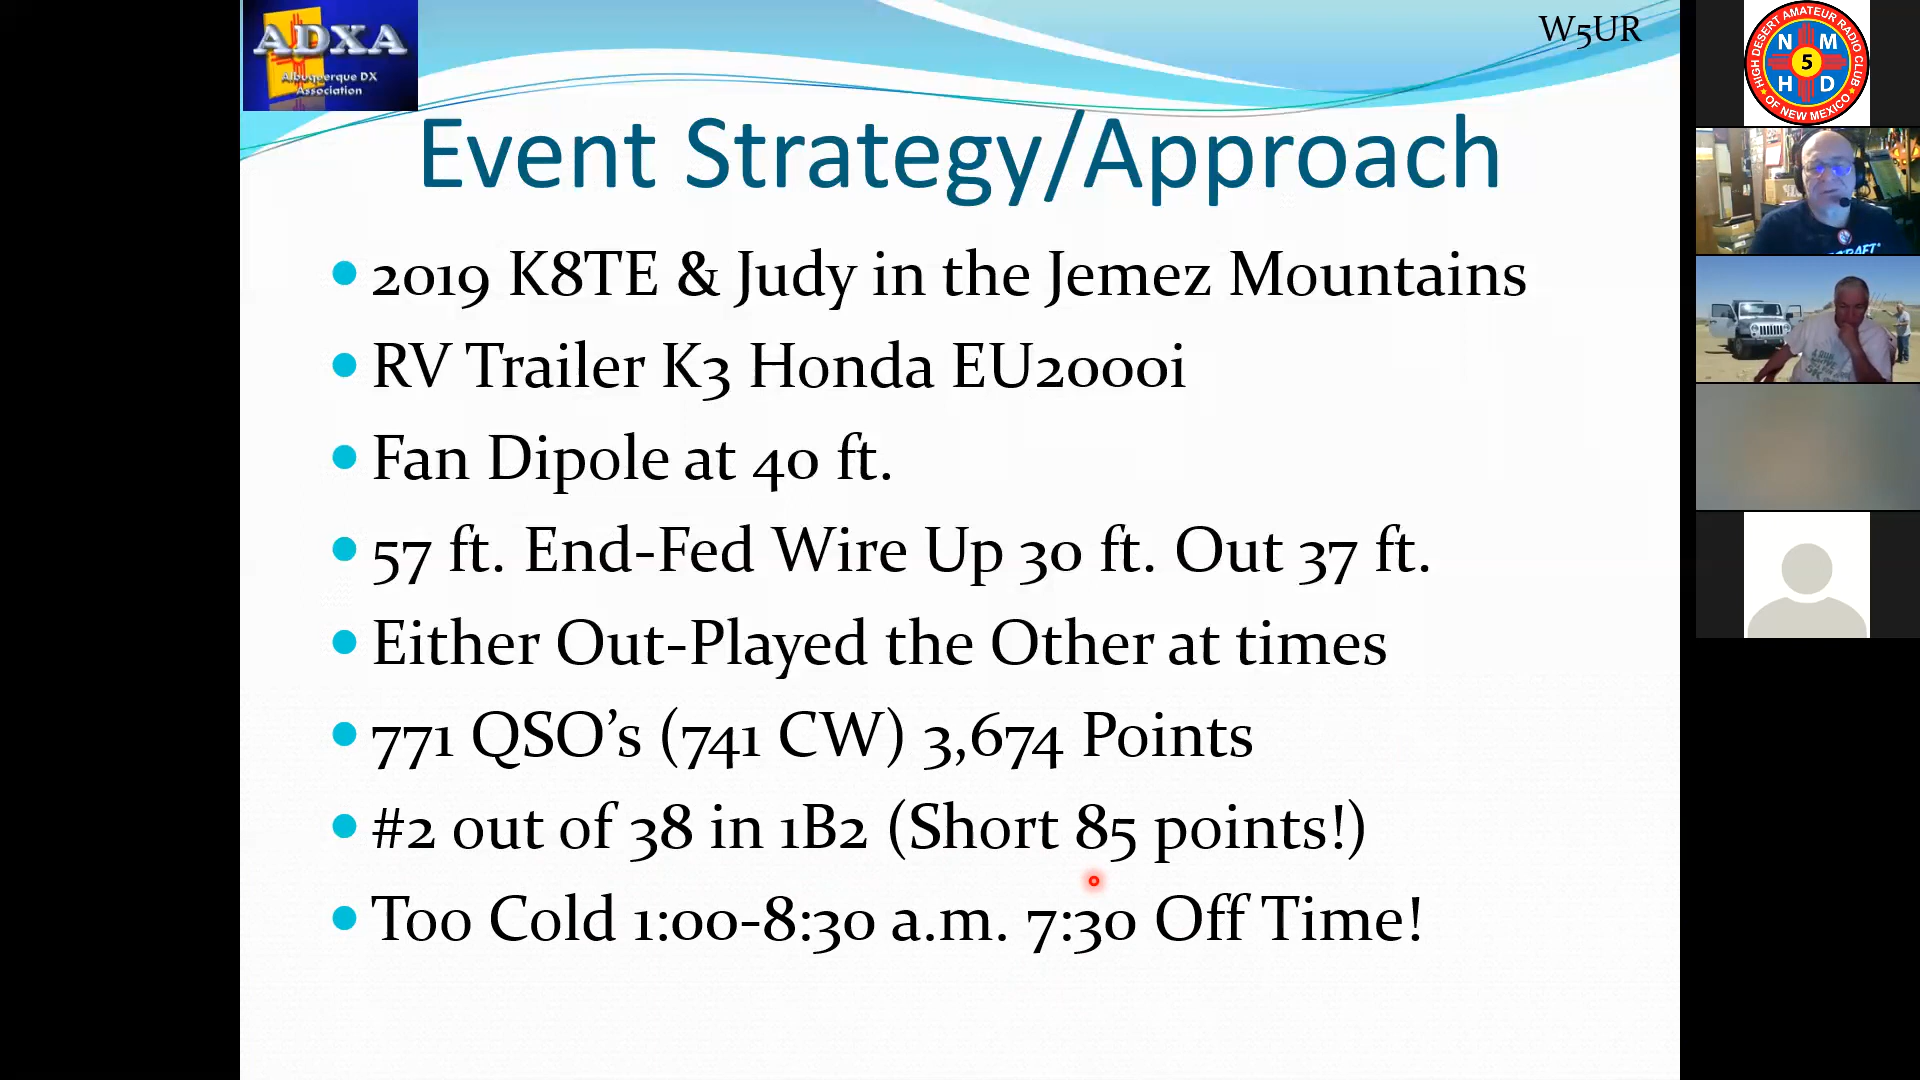 ADXA
Albuquerque DX
Association
W5UR
Event Strategy/Approach
• 2019 K8TE & Judy in the Jemez Mountains
• RV Trailer K3 Honda EU2000i
• Fan Dipole at 40 ft.
• 57 ft. End-Fed Wire Up 30 ft. Out 37 ft.
• Either Out-Played the Other at times
• 771 QSO’s (741 CW) 3,674 Points
• #2 out of 38 in 1B2 (Short 85 points!)
• Too Cold 1:00-8:30 a.m. 7:30 Off Time!
HIGH DESERT AMATEUR RADIO CLUB
N M
5
H D
OF NEW MEXICO
5K